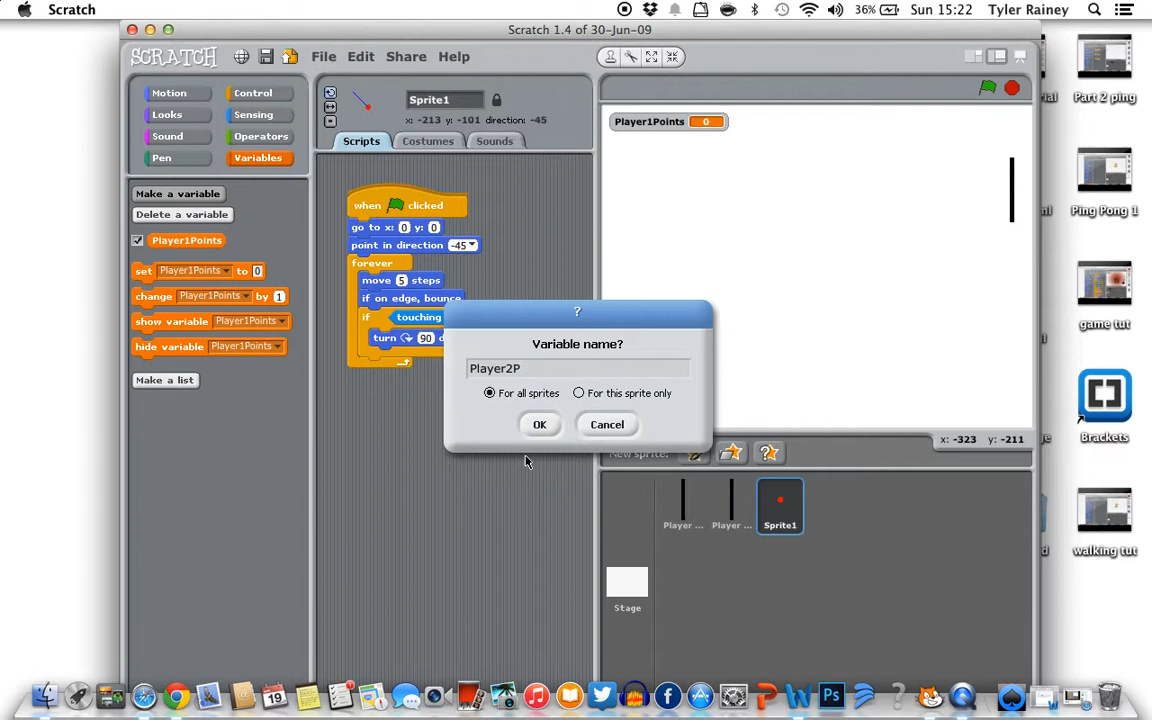 Scratch
36%
Sun 15:22
Tyler Rainey
Scratch 1.4 of 30-Jun-09
SCRATCH
File
Edit
Share
Help
Motion
Control
Looks
Sensing
Sound
Operators
Pen
Variables
Make a variable
Delete a variable
Player1Points
set Player1Points to 0
change Player1Points by 1
show variable Player1Points
hide variable Player1Points
Make a list
Sprite1
x: -213 y: -101 direction: -45
Scripts
Costumes
Sounds
when clicked
go to x: 0 y: 0
point in direction -45
forever
move 5 steps
if on edge, bounce
if touching
turn 90 d
?
Variable name?
Player2P
For all sprites
For this sprite only
OK
Cancel
Player1Points 0
x: -323 y: -211
New sprite:
Player ...
Player ...
Sprite1
Stage
Part 2 ping
Ping Pong 1
game tut
Brackets
walking tut